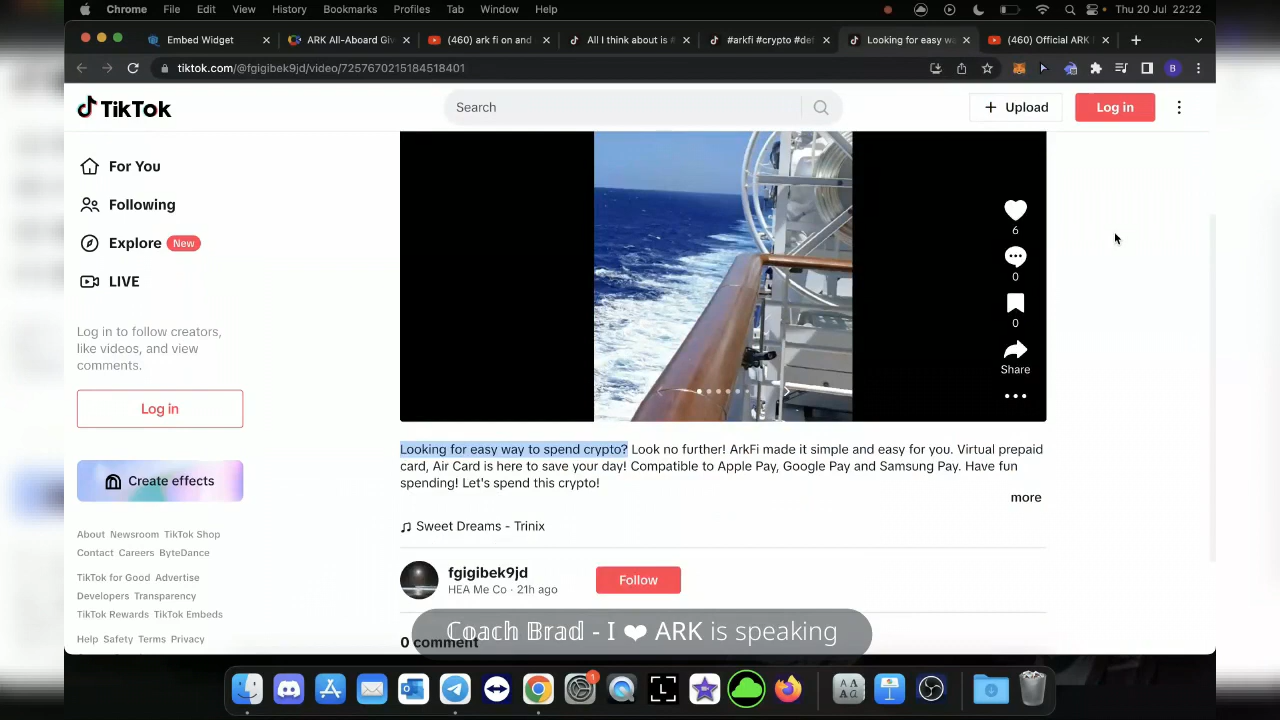 Chrome File Edit View History Bookmarks Profiles Tab Window Help Thu 20 Jul 22:22
Embed Widget ARK All-Aboard Giv (460) ark fi on and All I think about is a #arkfi #crypto #def Looking for easy wa (460) Official ARK
tiktok.com/@fgigibek9jd/video/7257670215184518401 B
TikTok Search Upload Log in
For You
Following
Explore New
LIVE
Log in to follow creators,
like videos, and view
comments.
Log in
Create effects
About Newsroom TikTok Shop
Contact Careers ByteDance
TikTok for Good Advertise
Developers Transparency
TikTok Rewards TikTok Embeds
Help Safety Terms Privacy
6
0
0
Share
Looking for easy way to spend crypto? Look no further! ArkFi made it simple and easy for you. Virtual prepaid
card, Air Card is here to save your day! Compatible to Apple Pay, Google Pay and Samsung Pay. Have fun
spending! Let's spend this crypto!
more
Sweet Dreams - Trinix
fgigibek9jd
HEA Me Co · 21h ago
Follow
0 comment
Coach Brad - I ❤ ARK is speaking
1